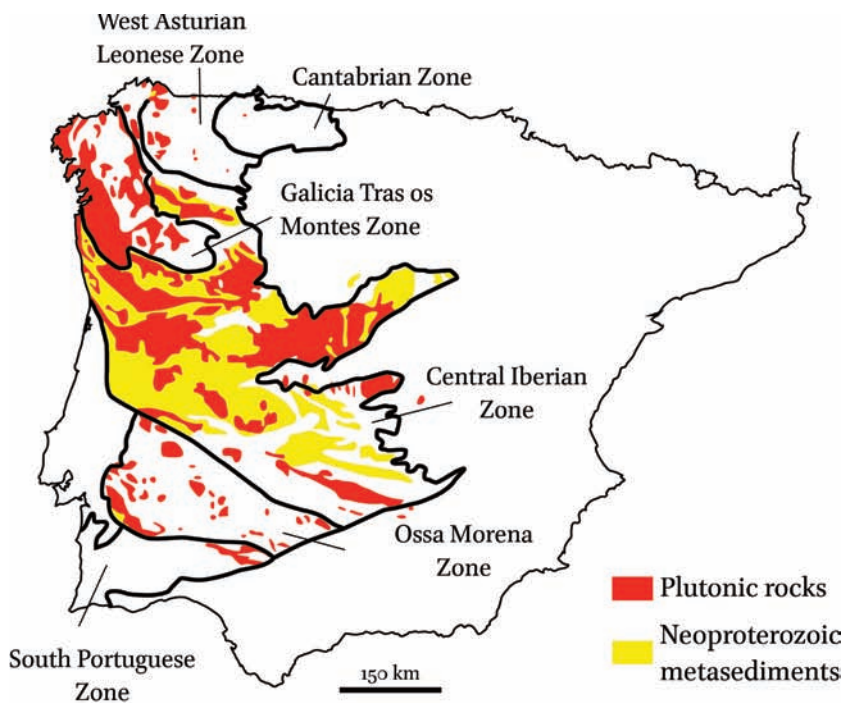 West Asturian
Leonese Zone
Cantabrian Zone
Galicia Tras os
Montes Zone
Central Iberian
Zone
Ossa Morena
Zone
Plutonic rocks
Neoproterozoic
metasediments
South Portuguese
Zone
150 km